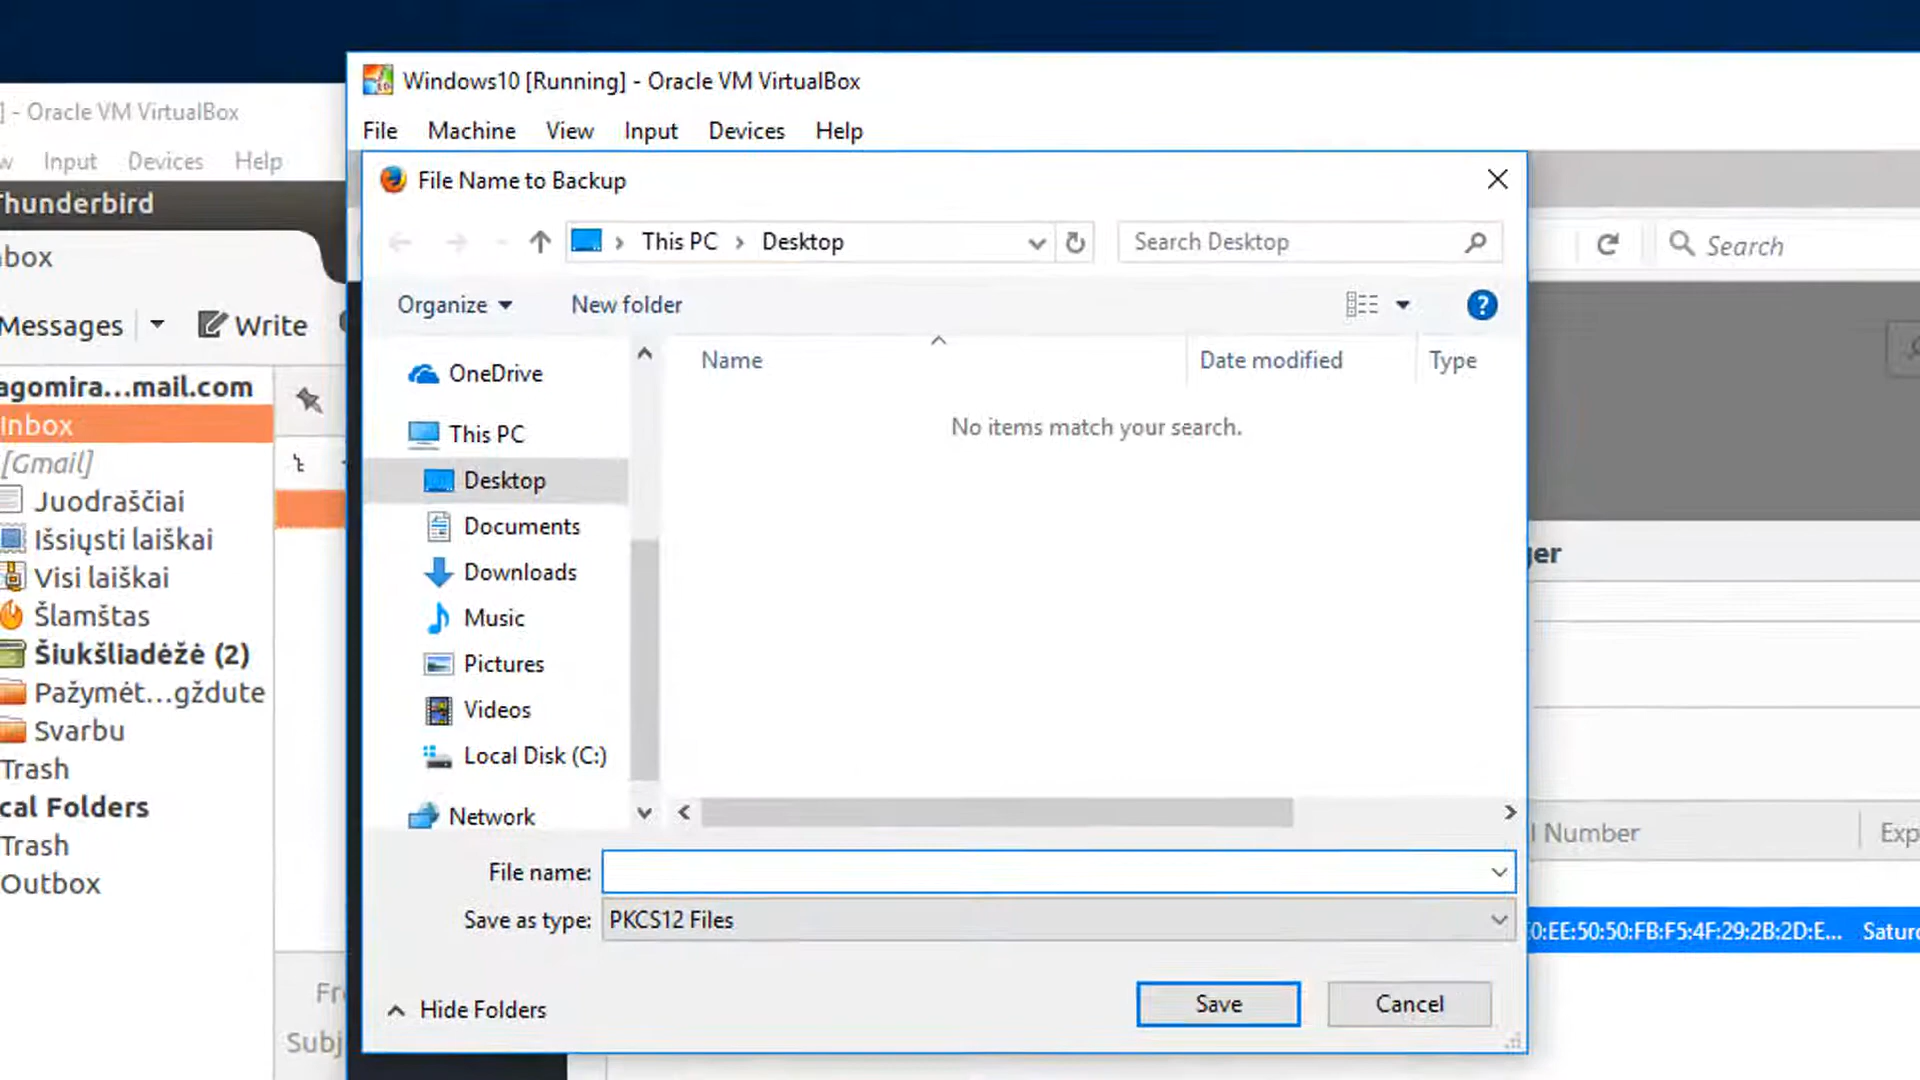 ] - Oracle VM VirtualBox
Input Devices Help
Thunderbird
Messages Write
agomira...mail.com
Inbox
[Gmail]
Juodraščiai
Išsiųsti laiškai
Visi laiškai
Šlamštas
Šiukšliadėžė (2)
Pažymėt...gždute
Svarbu
Trash
cal Folders
Trash
Outbox
Windows10 [Running] - Oracle VM VirtualBox
File Machine View Input Devices Help
File Name to Backup
This PC Desktop
Search Desktop
Organize New folder
OneDrive
This PC
Desktop
Documents
Downloads
Music
Pictures
Videos
Local Disk (C:)
Network
Name Date modified Type
No items match your search.
File name:
Save as type: PKCS12 Files
Hide Folders
Save Cancel
Search
ger
l Number Exp
0:EE:50:50:FB:F5:4F:29:2B:2D:E... Saturd